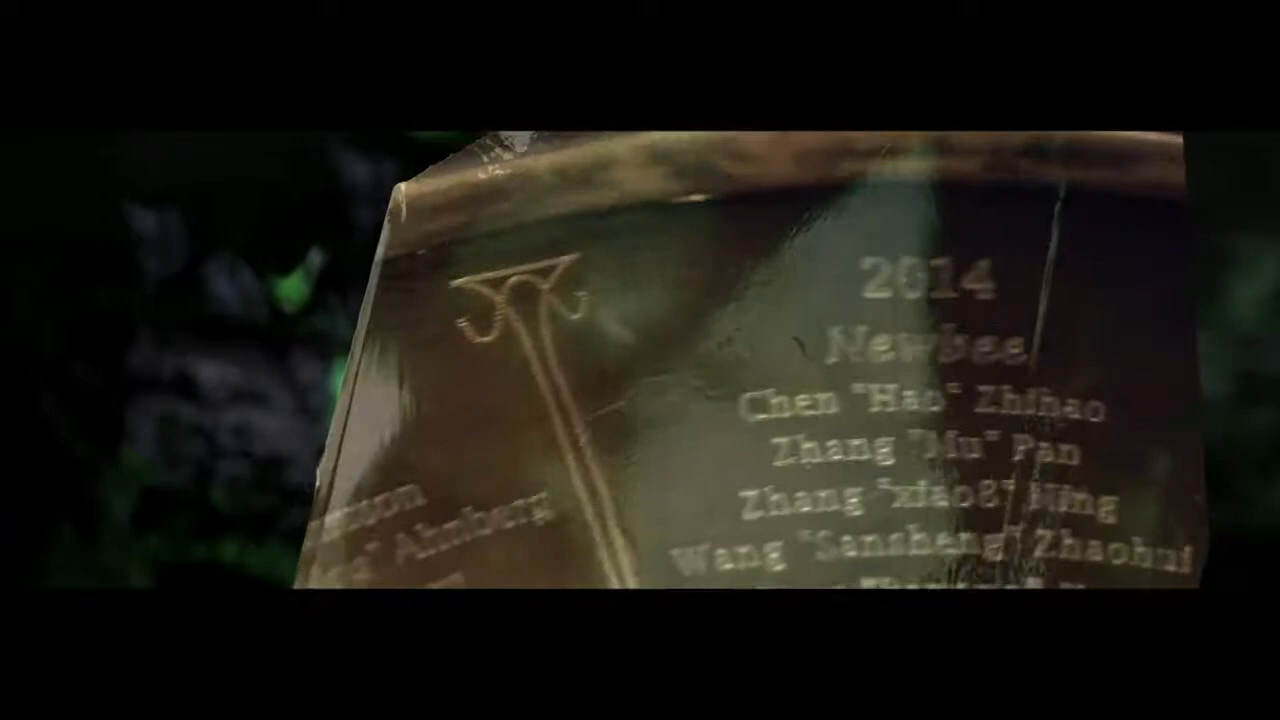 Ahnberg
2014
Newbee
Chen "Hao" Zhihao
Zhang "Mu" Pan
Zhang "xiao8" Ning
Wang "Sansheng" Zhaohui